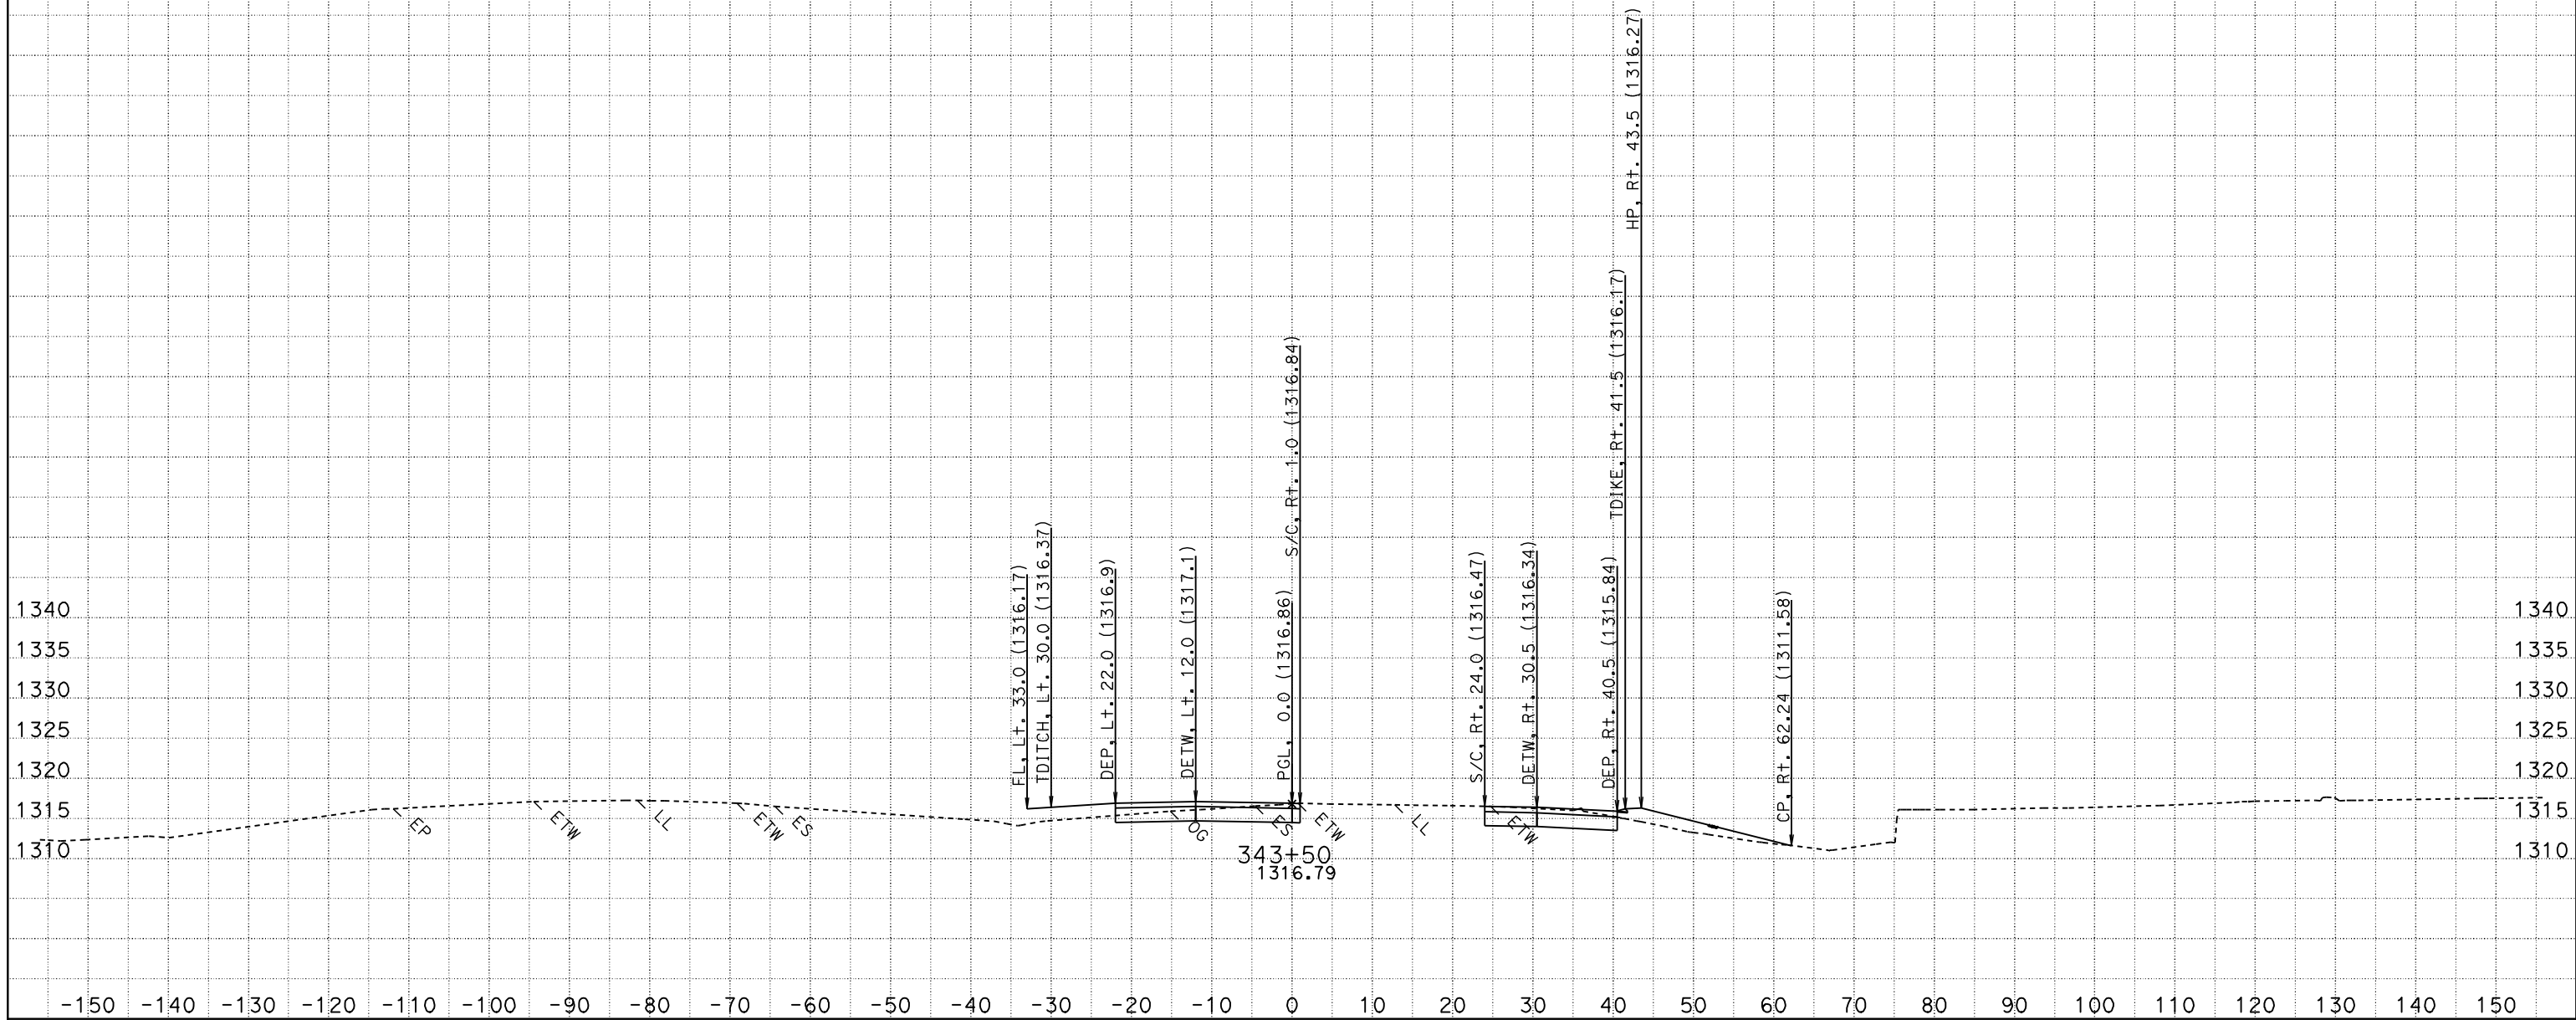 HP, Rt. 43.5 (1316.27)
TDIKE, Rt. 41.5 (1316.17)
S/C, Rt. 1.0 (1316.84)
FL, Lt. 33.0 (1316.17)
TDITCH, Lt. 30.0 (1316.37)
DEP, Lt. 22.0 (1316.9)
DETW, Lt. 12.0 (1317.1)
PGL, 0.0 (1316.86)
S/C, Rt. 24.0 (1316.47)
DETW, Rt. 30.5 (1316.34)
DEP, Rt. 40.5 (1315.84)
CP, Rt. 62.24 (1311.58)
1340 1340
1335 1335
1330 1330
1325 1325
1320 1320
1315 1315
1310 1310
EP
ETW
LL
ETW
ES
OG
ES
ETW
LL
ETW
343+50
1316.79
-150 -140 -130 -120 -110 -100 -90 -80 -70 -60 -50 -40 -30 -20 -10 0 10 20 30 40 50 60 70 80 90 100 110 120 130 140 150